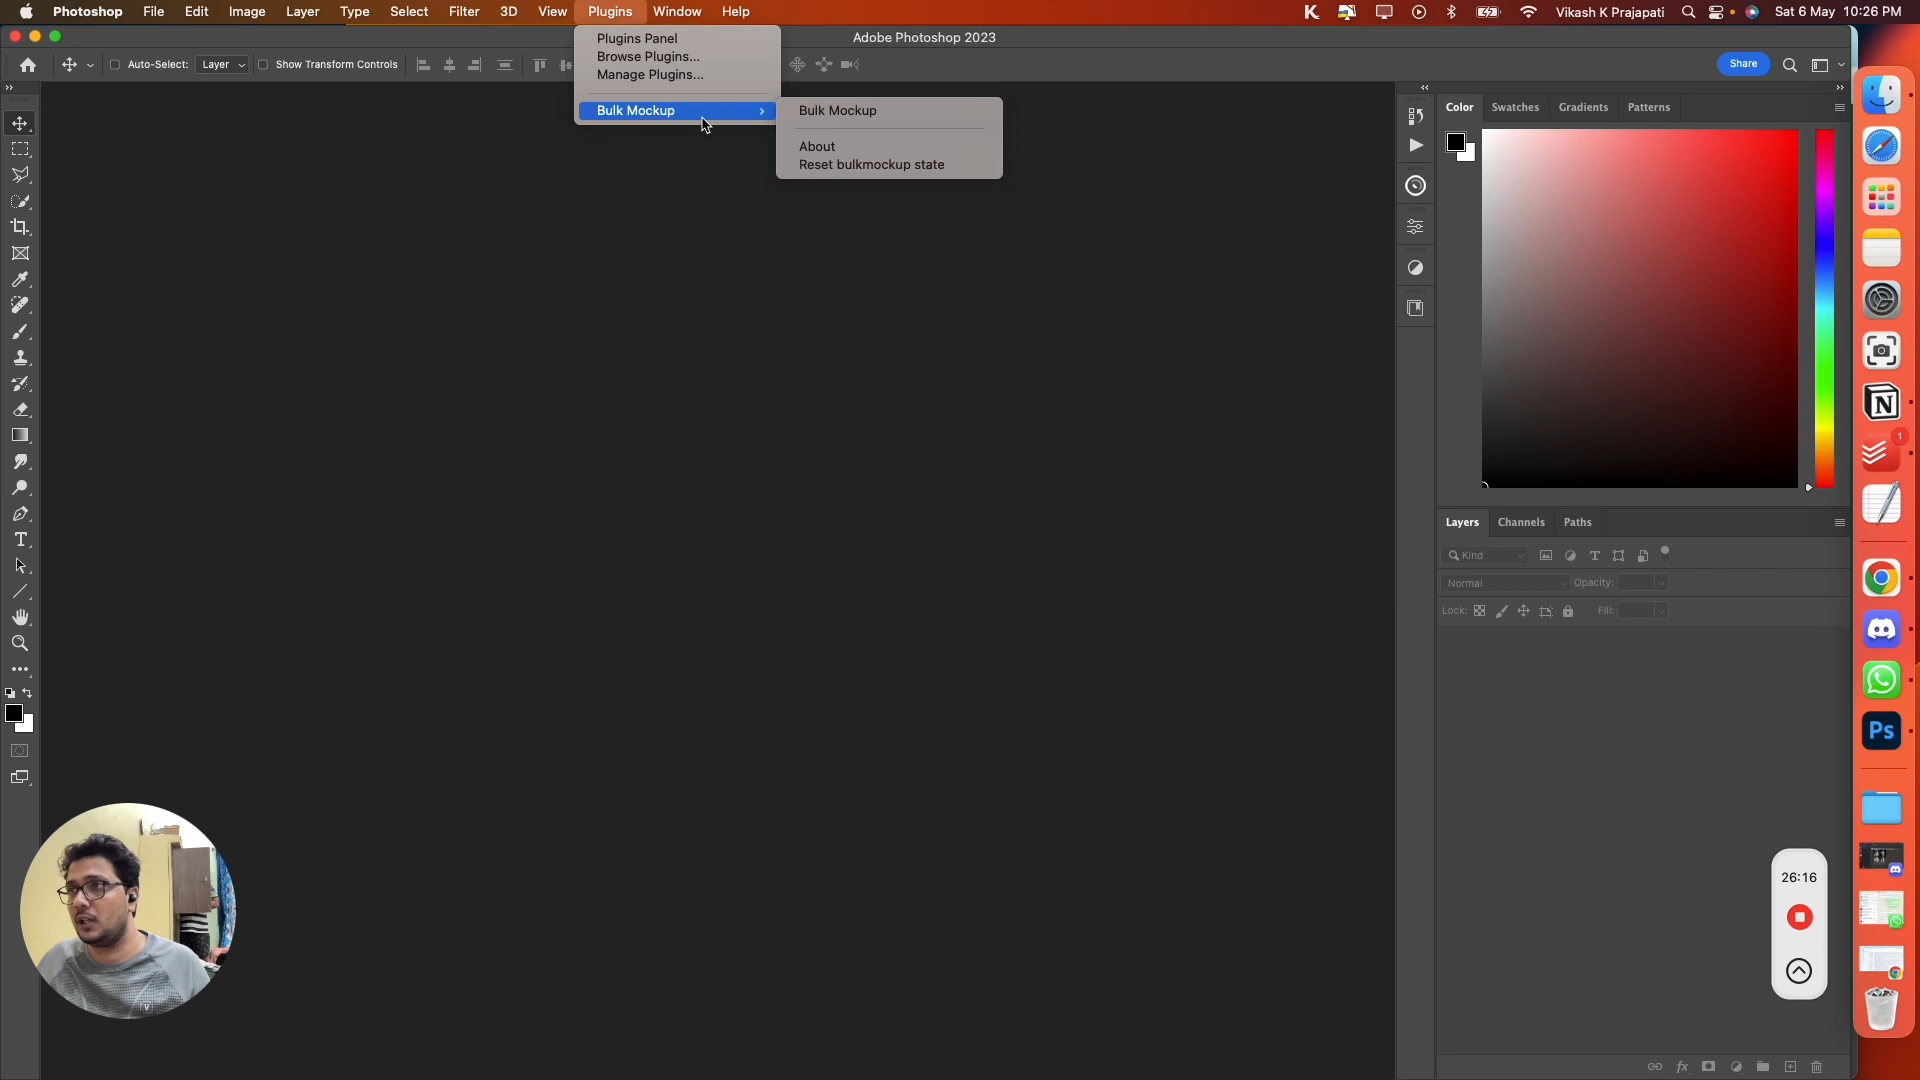 Photoshop File Edit Image Layer Type Select Filter 3D View Plugins Window Help
Vikash K Prajapati Sat 6 May 10:26 PM
Adobe Photoshop 2023
Auto-Select: Layer Show Transform Controls
Share
Plugins Panel
Browse Plugins...
Manage Plugins...
Bulk Mockup
Bulk Mockup
About
Reset bulkmockup state
Color Swatches Gradients Patterns
Layers Channels Paths
Kind
Normal Opacity:
Lock: Fill:
1
Ps
26:16